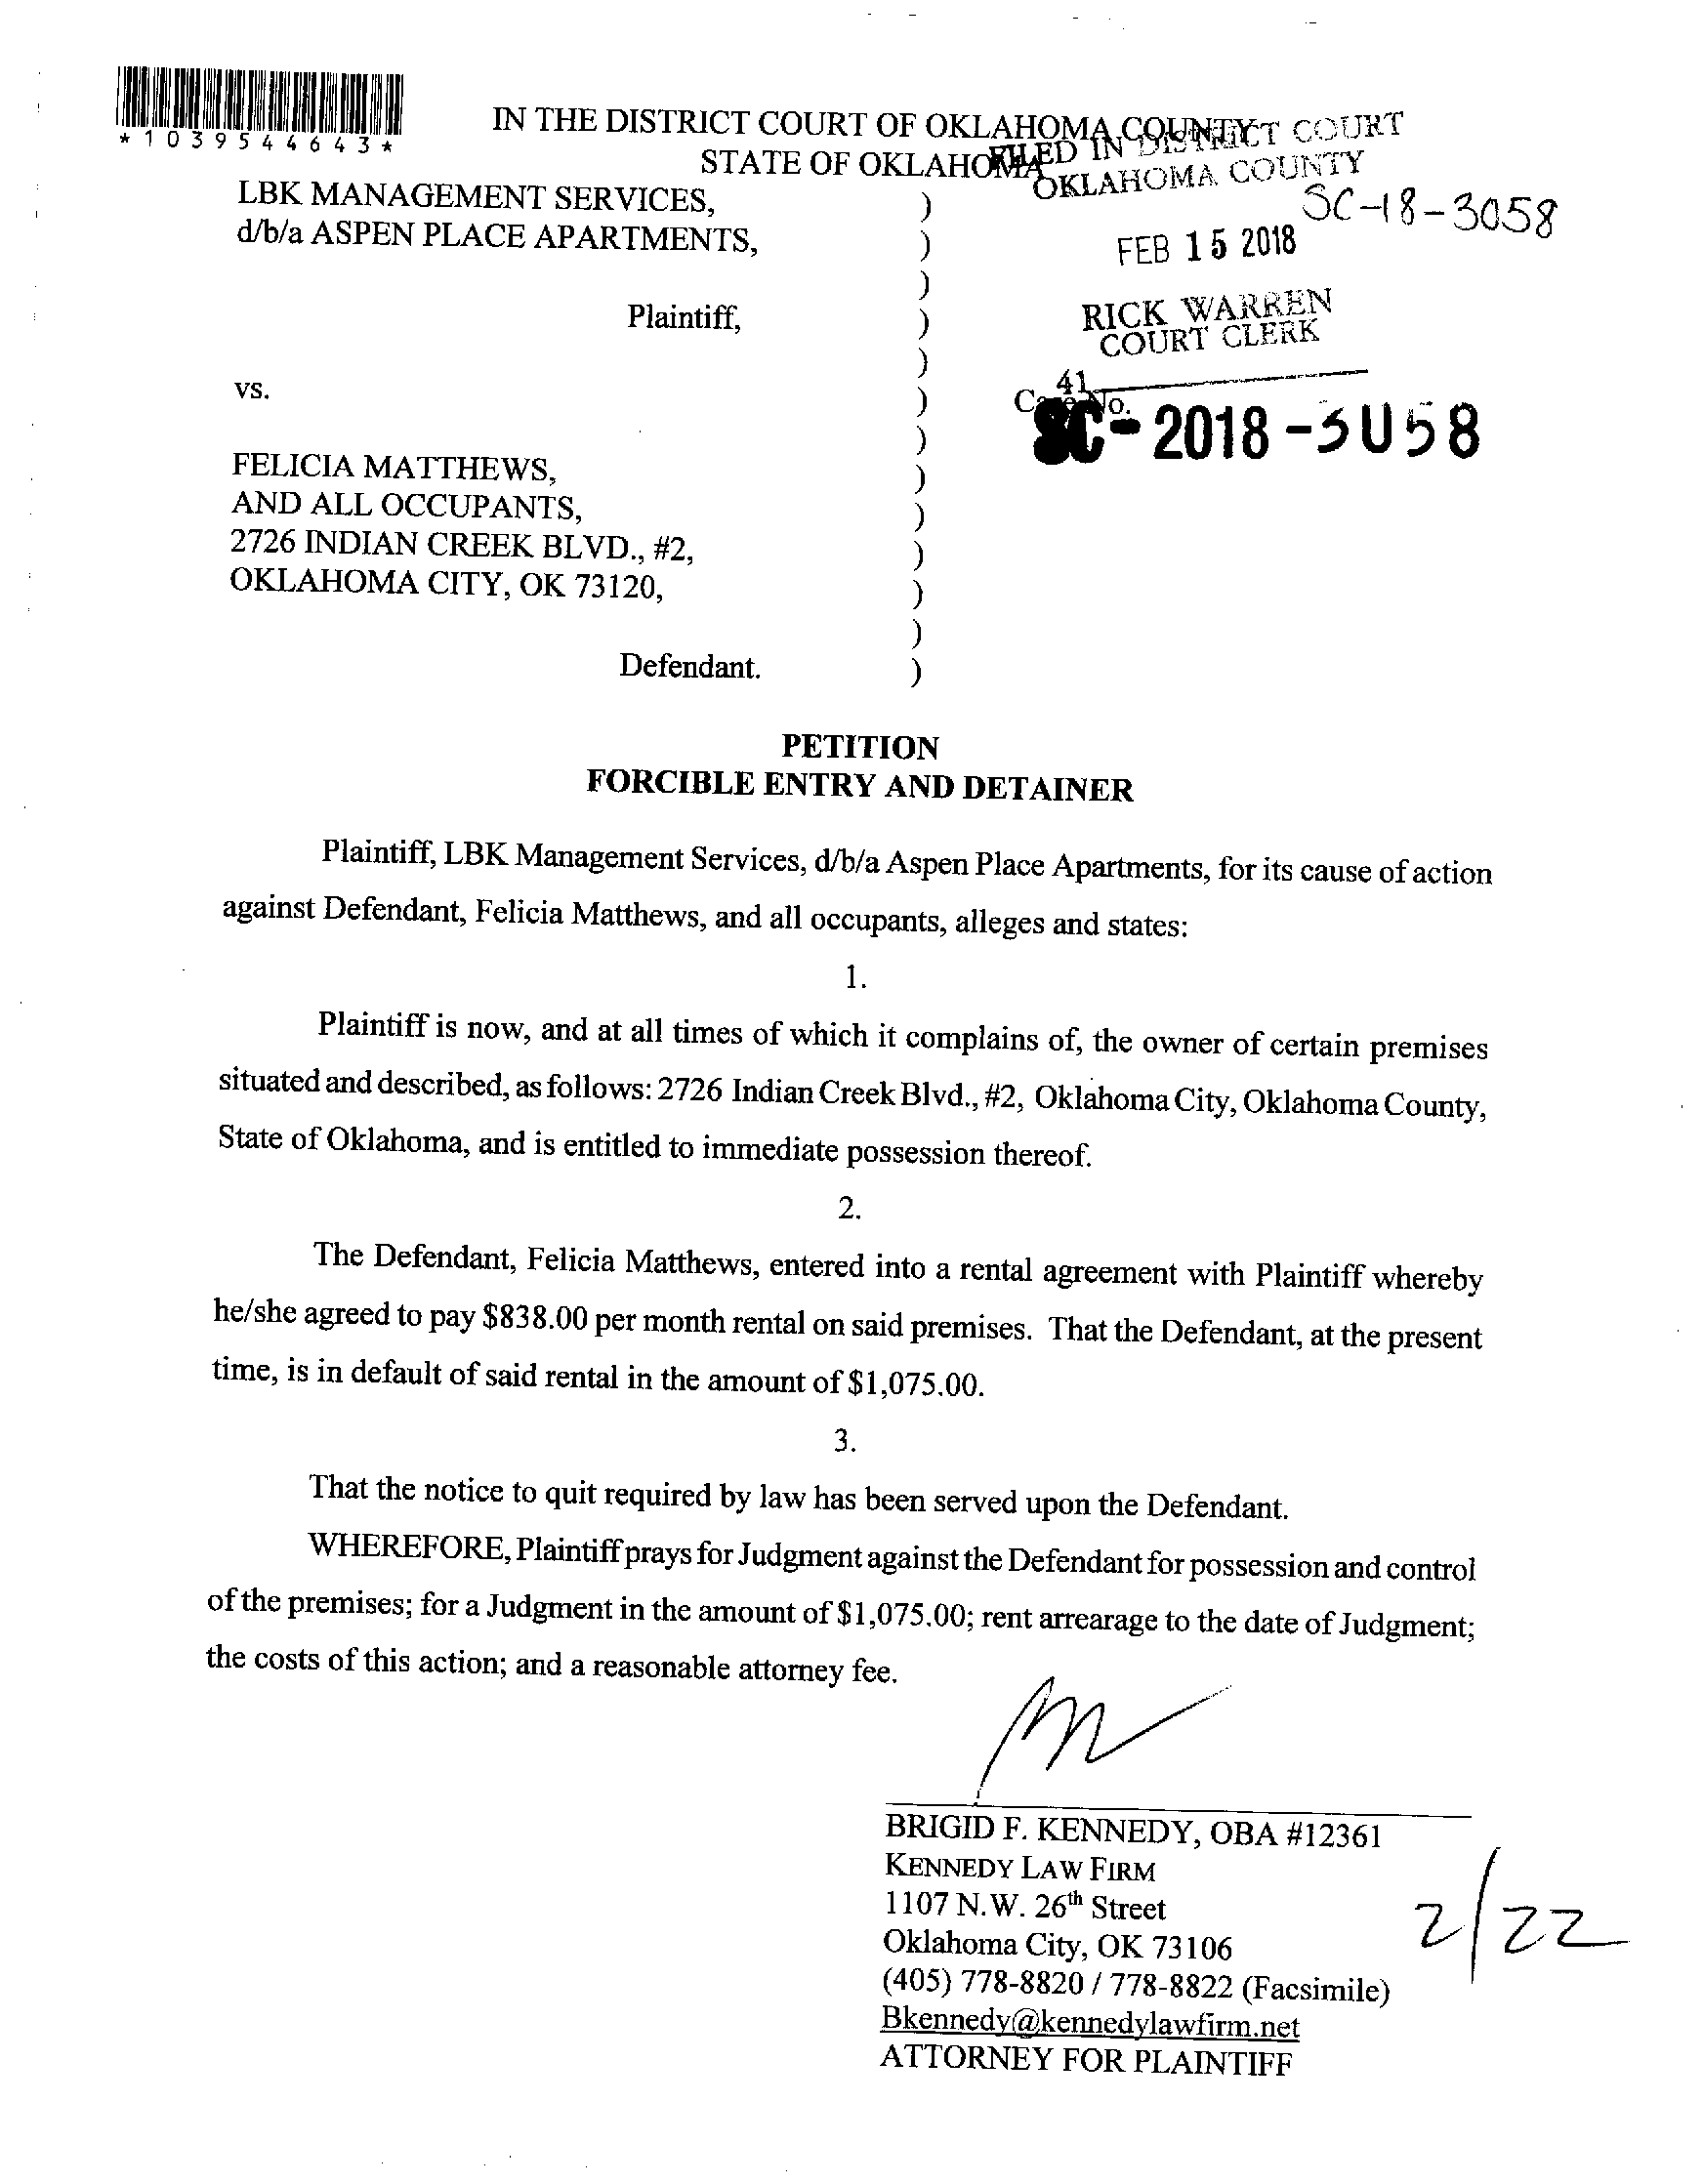 *1039544643*
IN THE DISTRICT COURT OF OKLAHOMA COUNTY
STATE OF OKLAHOMA
FILED IN DISTRICT COURT
OKLAHOMA COUNTY
SC-18-3058
FEB 15 2018
RICK WARREN
COURT CLERK
41
LBK MANAGEMENT SERVICES, )
d/b/a ASPEN PLACE APARTMENTS, )
)
Plaintiff, )
)
vs. ) Case No.
SC-2018-3058
)
FELICIA MATTHEWS, )
AND ALL OCCUPANTS, )
2726 INDIAN CREEK BLVD., #2, )
OKLAHOMA CITY, OK 73120, )
)
Defendant. )
PETITION
FORCIBLE ENTRY AND DETAINER
Plaintiff, LBK Management Services, d/b/a Aspen Place Apartments, for its cause of action
against Defendant, Felicia Matthews, and all occupants, alleges and states:
1.
Plaintiff is now, and at all times of which it complains of, the owner of certain premises
situated and described, as follows: 2726 Indian Creek Blvd., #2, Oklahoma City, Oklahoma County,
State of Oklahoma, and is entitled to immediate possession thereof.
2.
The Defendant, Felicia Matthews, entered into a rental agreement with Plaintiff whereby
he/she agreed to pay $838.00 per month rental on said premises. That the Defendant, at the present
time, is in default of said rental in the amount of $1,075.00.
3.
That the notice to quit required by law has been served upon the Defendant.
WHEREFORE, Plaintiff prays for Judgment against the Defendant for possession and control
of the premises; for a Judgment in the amount of $1,075.00; rent arrearage to the date of Judgment;
the costs of this action; and a reasonable attorney fee.
BRIGID F. KENNEDY, OBA #12361
KENNEDY LAW FIRM
1107 N.W. 26th Street
Oklahoma City, OK 73106
(405) 778-8820 / 778-8822 (Facsimile)
Bkennedy@kennedylawfirm.net
ATTORNEY FOR PLAINTIFF
2/22